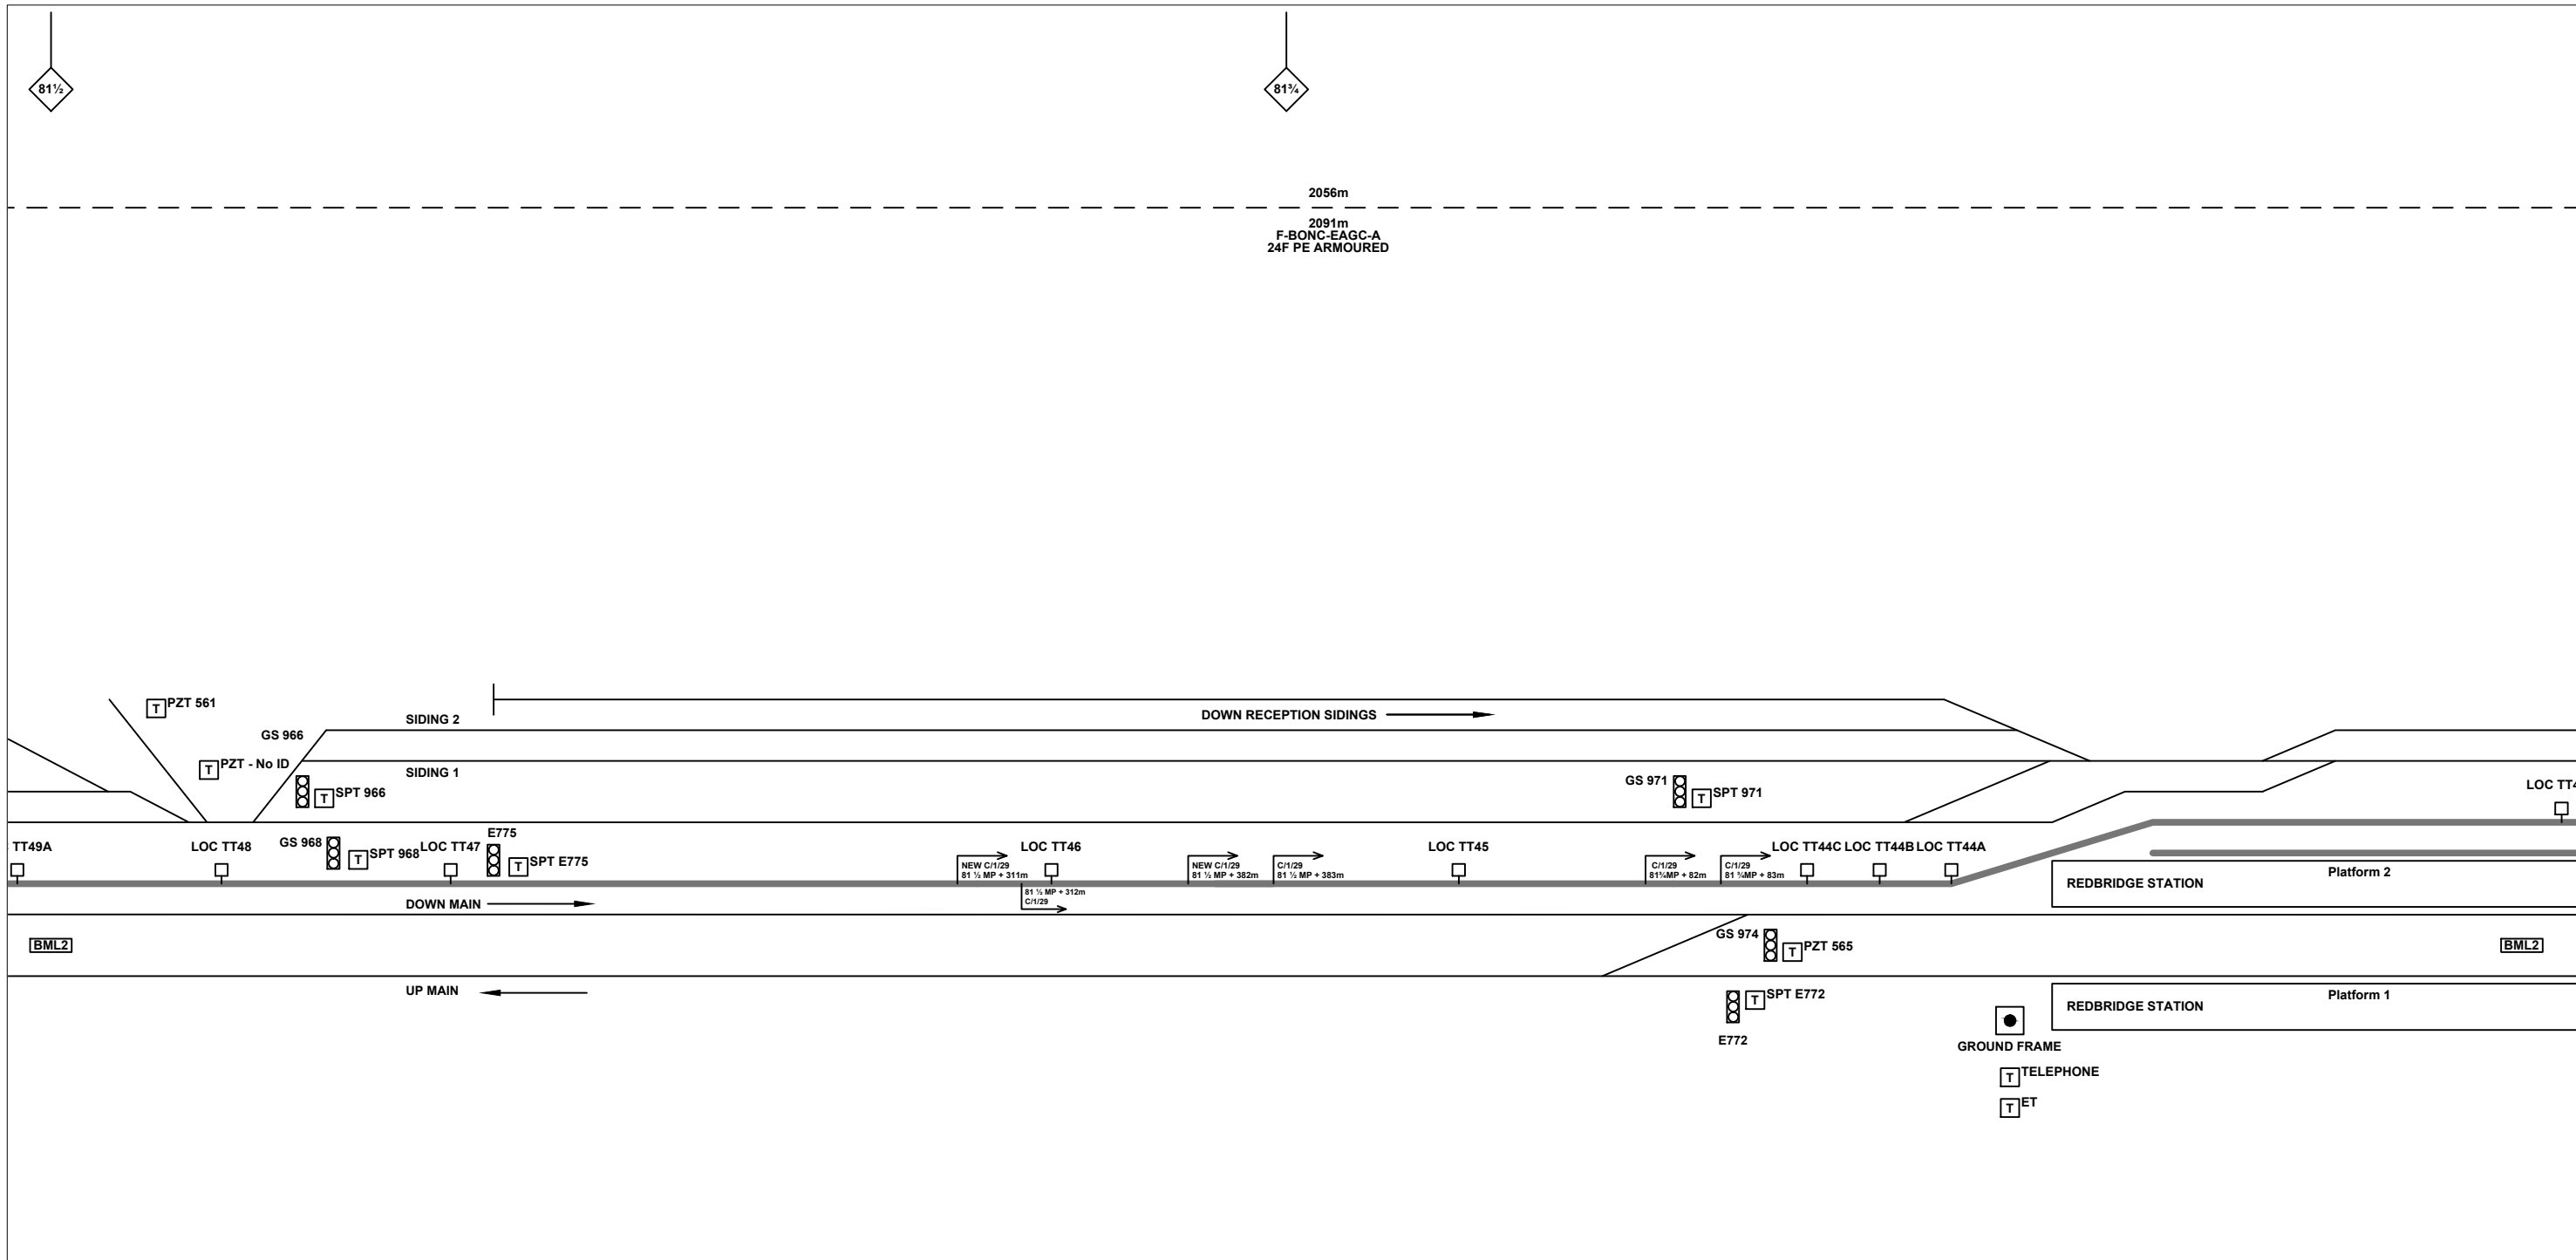 81½
81¾
2056m
2091m
F-BONC-EAGC-A
24F PE ARMOURED
T PZT 561
SIDING 2
DOWN RECEPTION SIDINGS
GS 966
T PZT - No ID
SIDING 1
T SPT 966
GS 971
T SPT 971
LOC TT4
TT49A
LOC TT48
GS 968
T SPT 968
LOC TT47
E775
T SPT E775
NEW C/1/29
81 ½ MP + 311m
LOC TT46
81 ½ MP + 312m
C/1/29
NEW C/1/29
81 ½ MP + 382m
C/1/29
81 ½ MP + 383m
LOC TT45
C/1/29
81¾MP + 82m
C/1/29
81 ¾MP + 83m
LOC TT44C
LOC TT44B
LOC TT44A
Platform 2
REDBRIDGE STATION
DOWN MAIN
BML2
GS 974
T PZT 565
BML2
UP MAIN
T SPT E772
E772
Platform 1
REDBRIDGE STATION
GROUND FRAME
T TELEPHONE
T ET